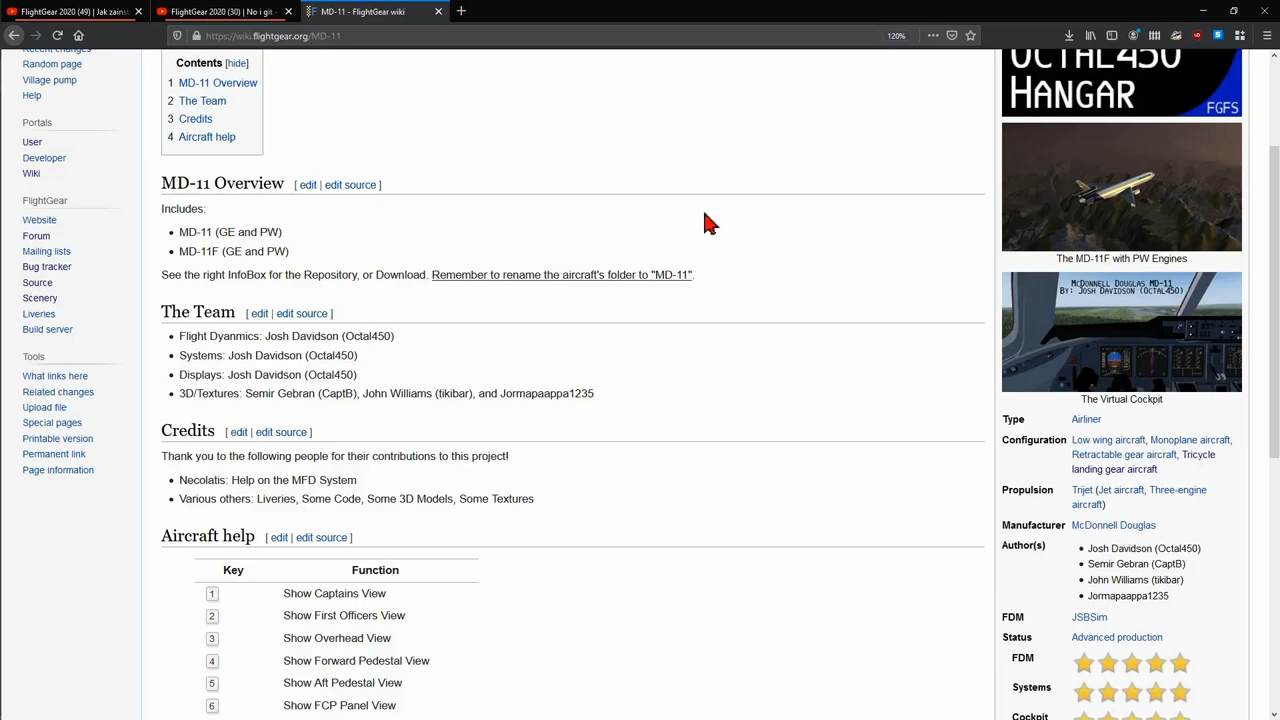 FlightGear 2020 (49) | Jak zainst
FlightGear 2020 (30) | No i git -
MD-11 - FlightGear wiki
https://wiki.flightgear.org/MD-11
120%
Recent changes
Random page
Village pump
Help
Portals
User
Developer
Wiki
FlightGear
Website
Forum
Mailing lists
Bug tracker
Source
Scenery
Liveries
Build server
Tools
What links here
Related changes
Upload file
Special pages
Printable version
Permanent link
Page information
Contents [hide]
1 MD-11 Overview
2 The Team
3 Credits
4 Aircraft help
MD-11 Overview [ edit | edit source ]
Includes:
• MD-11 (GE and PW)
• MD-11F (GE and PW)
See the right InfoBox for the Repository, or Download. Remember to rename the aircraft's folder to "MD-11".
The Team [ edit | edit source ]
• Flight Dyanmics: Josh Davidson (Octal450)
• Systems: Josh Davidson (Octal450)
• Displays: Josh Davidson (Octal450)
• 3D/Textures: Semir Gebran (CaptB), John Williams (tikibar), and Jormapaappa1235
Credits [ edit | edit source ]
Thank you to the following people for their contributions to this project!
• Necolatis: Help on the MFD System
• Various others: Liveries, Some Code, Some 3D Models, Some Textures
Aircraft help [ edit | edit source ]
Key Function
1 Show Captains View
2 Show First Officers View
3 Show Overhead View
4 Show Forward Pedestal View
5 Show Aft Pedestal View
6 Show FCP Panel View
OCTAL450
HANGAR
FGFS
The MD-11F with PW Engines
MCDONNELL DOUGLAS MD-11
BY: JOSH DAVIDSON (OCTAL450)
The Virtual Cockpit
Type Airliner
Configuration Low wing aircraft, Monoplane aircraft,
Retractable gear aircraft, Tricycle
landing gear aircraft
Propulsion Trijet (Jet aircraft, Three-engine
aircraft)
Manufacturer McDonnell Douglas
Author(s) • Josh Davidson (Octal450)
• Semir Gebran (CaptB)
• John Williams (tikibar)
• Jormapaappa1235
FDM JSBSim
Status Advanced production
FDM
Systems
Cockpit